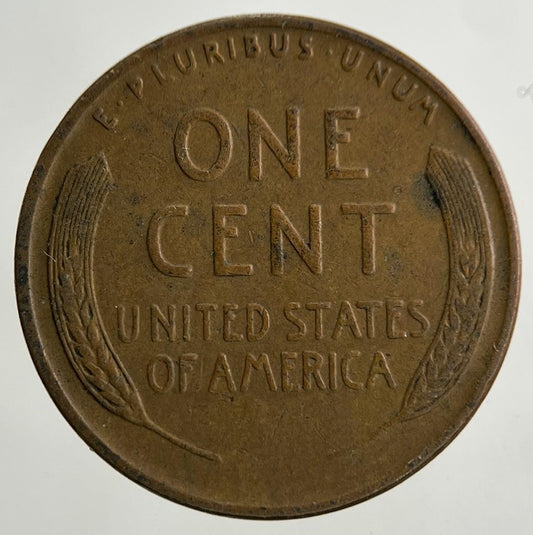 E·PLURIBUS·UNUM
ONE
CENT
UNITED STATES
OF AMERICA